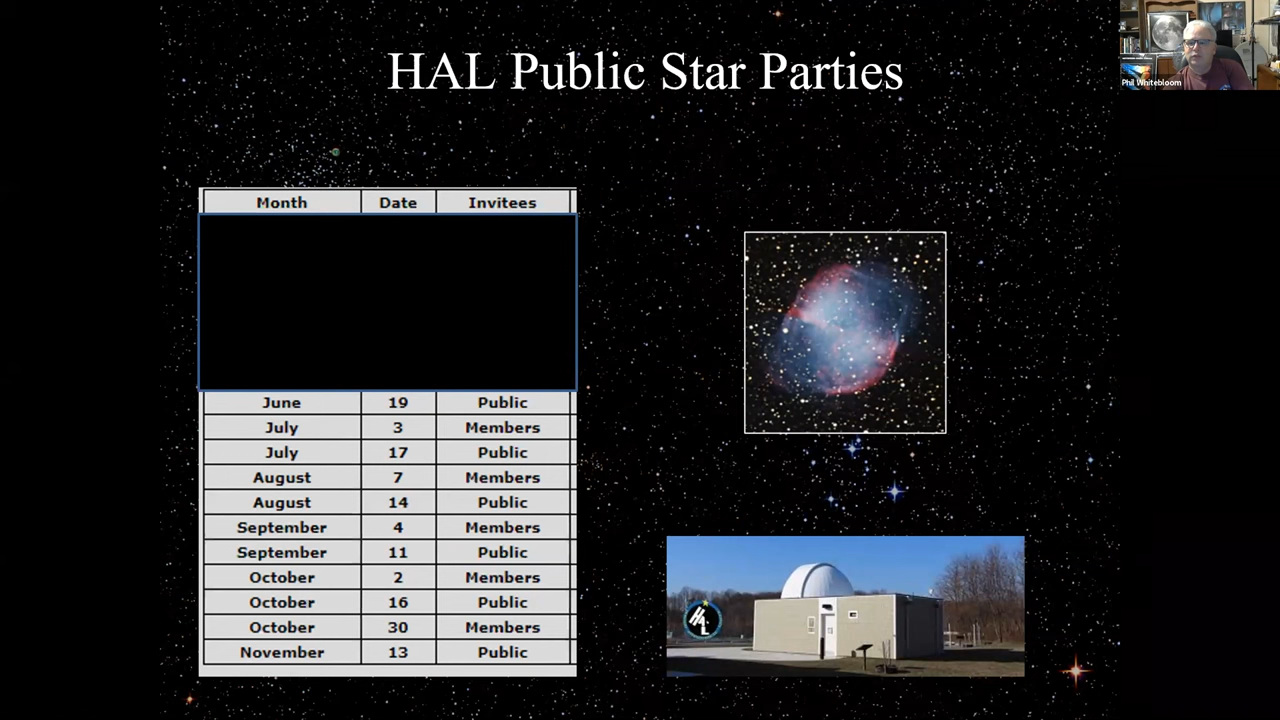 HAL Public Star Parties
Phil Whitebloom
Month Date Invitees
June 19 Public
July 3 Members
July 17 Public
August 7 Members
August 14 Public
September 4 Members
September 11 Public
October 2 Members
October 16 Public
October 30 Members
November 13 Public
HAL